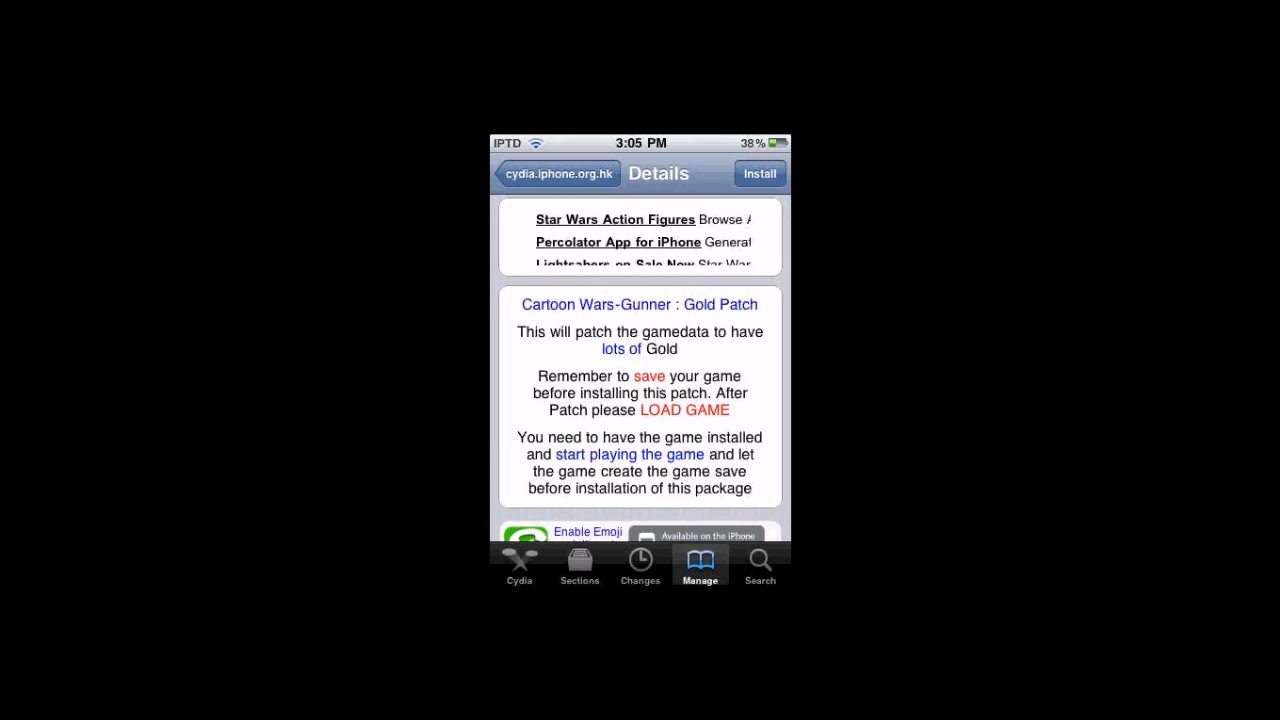 IPTD 3:05 PM 38%
cydia.iphone.org.hk Details Install
Star Wars Action Figures Browse
Percolator App for iPhone Generat
Lightsabers on Sale Now Star War
Cartoon Wars-Gunner : Gold Patch
This will patch the gamedata to have
lots of Gold
Remember to save your game
before installing this patch. After
Patch please LOAD GAME
You need to have the game installed
and start playing the game and let
the game create the game save
before installation of this package
Enable Emoji Available on the iPhone
Cydia Sections Changes Manage Search